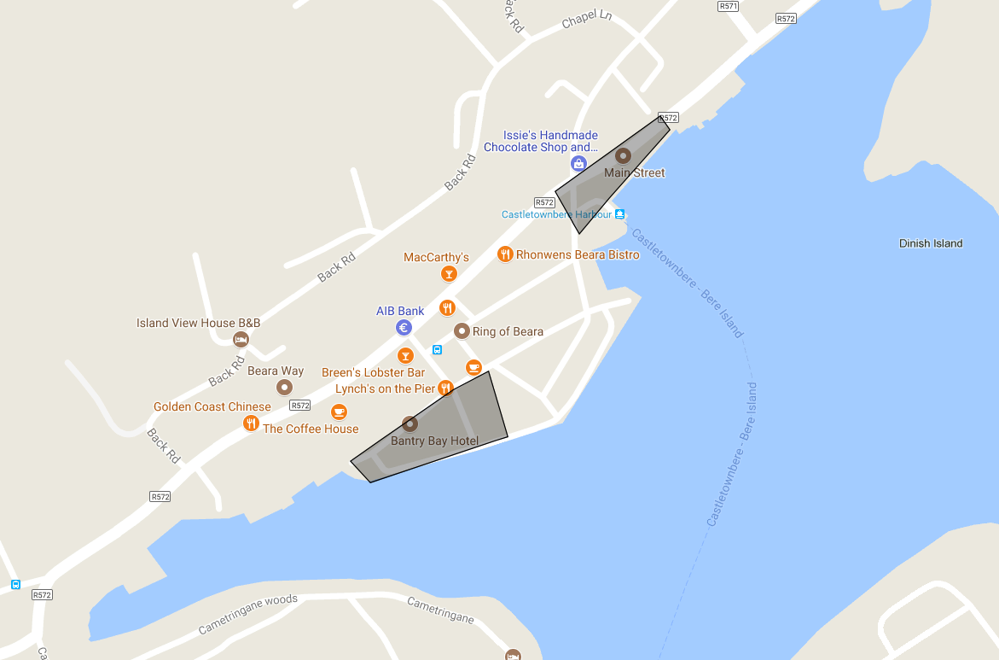 Back Rd
Chapel Ln
R571
R572
R572
Issie's Handmade
Chocolate Shop and...
Main Street
Back Rd
R572
Castletownbere Harbour
Castletownbere - Bere Island
Dinish Island
MacCarthy's
Rhonwens Beara Bistro
Back Rd
AIB Bank
Island View House B&B
Ring of Beara
Back Rd
Beara Way
Breen's Lobster Bar
Lynch's on the Pier
Golden Coast Chinese
R572
The Coffee House
Bantry Bay Hotel
Back Rd
Castletownbere - Bere Island
R572
R572
Cametringane woods
Cametringane
Ca